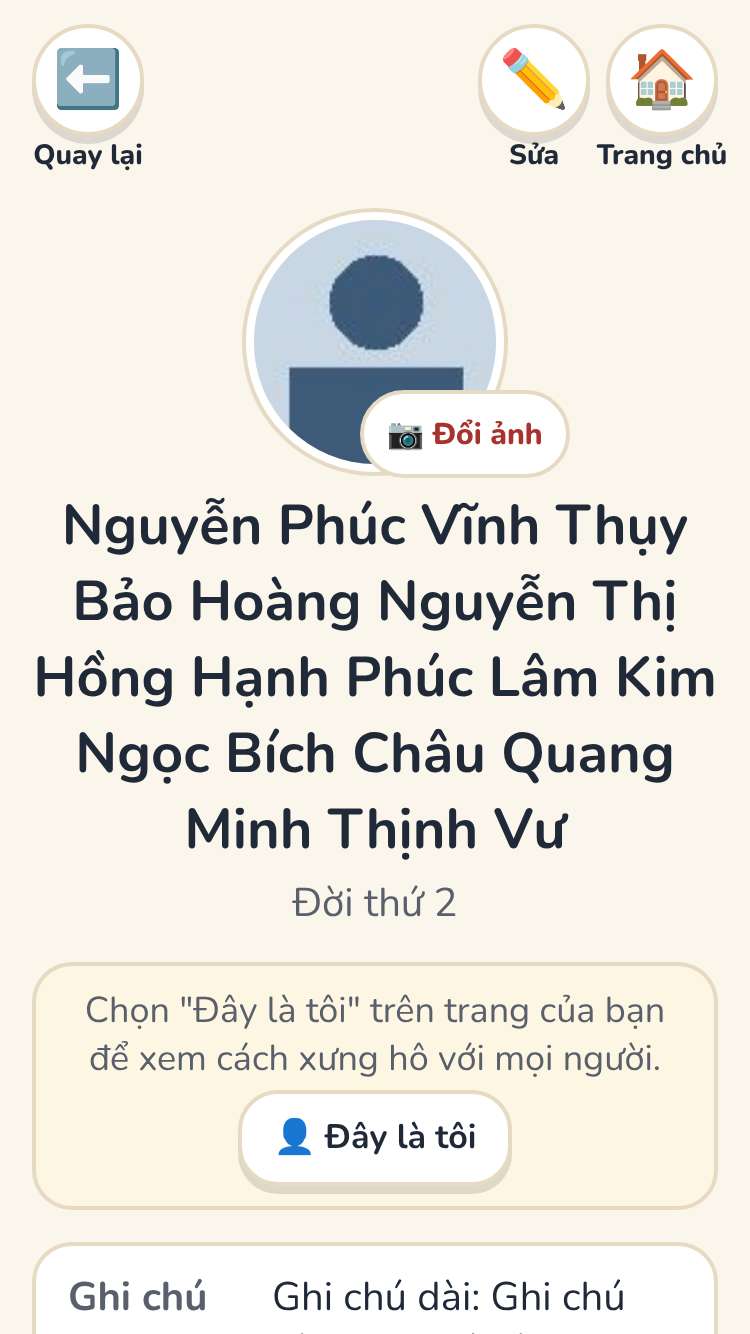 Quay lại
Sửa
Trang chủ
Đổi ảnh
Nguyễn Phúc Vĩnh Thụy
Bảo Hoàng Nguyễn Thị
Hồng Hạnh Phúc Lâm Kim
Ngọc Bích Châu Quang
Minh Thịnh Vư
Đời thứ 2
Chọn "Đây là tôi" trên trang của bạn
để xem cách xưng hô với mọi người.
Đây là tôi
Ghi chú
Ghi chú dài: Ghi chú